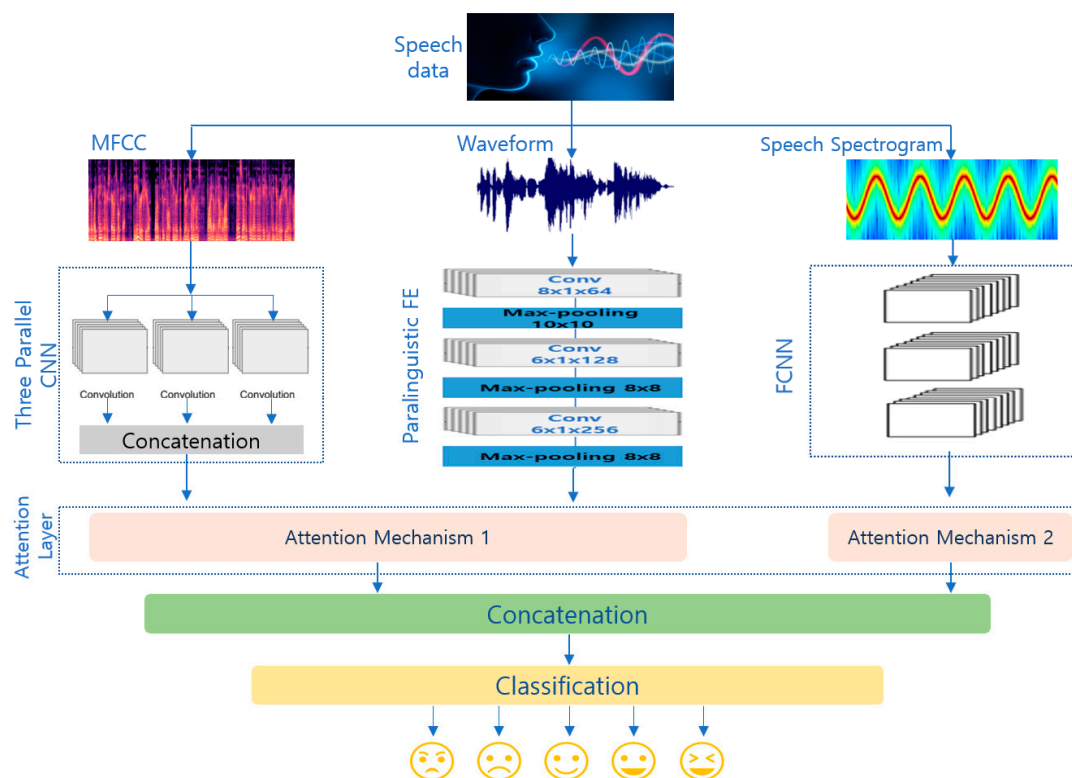 Speech
data
MFCC
Waveform
Speech Spectrogram
Three Parallel
CNN
Convolution
Convolution
Convolution
Concatenation
Paralinguistic FE
Conv
8x1x64
Max-pooling
10x10
Conv
6x1x128
Max-pooling 8x8
Conv
6x1x256
Max-pooling 8x8
FCNN
Attention
Layer
Attention Mechanism 1
Attention Mechanism 2
Concatenation
Classification